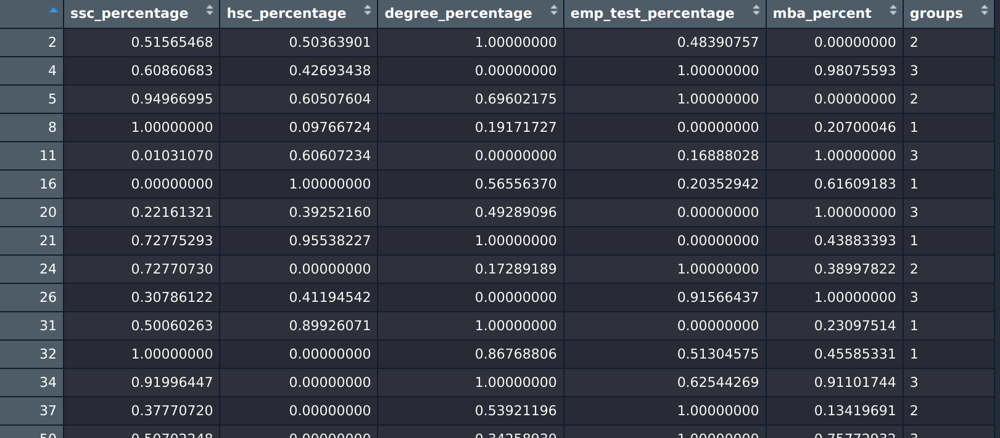 ssc_percentage hsc_percentage degree_percentage emp_test_percentage mba_percent groups
2 0.51565468 0.50363901 1.00000000 0.48390757 0.00000000 2
4 0.60860683 0.42693438 0.00000000 1.00000000 0.98075593 3
5 0.94966995 0.60507604 0.69602175 1.00000000 0.00000000 2
8 1.00000000 0.09766724 0.19171727 0.00000000 0.20700046 1
11 0.01031070 0.60607234 0.00000000 0.16888028 1.00000000 3
16 0.00000000 1.00000000 0.56556370 0.20352942 0.61609183 1
20 0.22161321 0.39252160 0.49289096 0.00000000 1.00000000 3
21 0.72775293 0.95538227 1.00000000 0.00000000 0.43883393 1
24 0.72770730 0.00000000 0.17289189 1.00000000 0.38997822 2
26 0.30786122 0.41194542 0.00000000 0.91566437 1.00000000 3
31 0.50060263 0.89926071 1.00000000 0.00000000 0.23097514 1
32 1.00000000 0.00000000 0.86768806 0.51304575 0.45585331 1
34 0.91996447 0.00000000 1.00000000 0.62544269 0.91101744 3
37 0.37770720 0.00000000 0.53921196 1.00000000 0.13419691 2